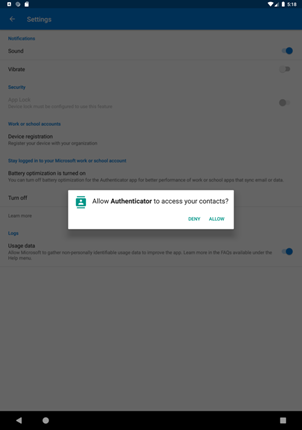 5:18
Settings
Notifications
Sound
Vibrate
Security
App Lock
Device lock must be configured to use this feature
Work or school accounts
Device registration
Register your device with your organization
Stay logged in to your Microsoft work or school account
Battery optimization is turned on
You can turn off battery optimization for the Authenticator app for better performance of work or school apps that sync email or data.
Allow Authenticator to access your contacts?
Turn off
DENY ALLOW
Learn more
Logs
Usage data
Allow Microsoft to gather non-personally identifiable usage data to improve the app. Learn more in the FAQs available under the
Help menu.